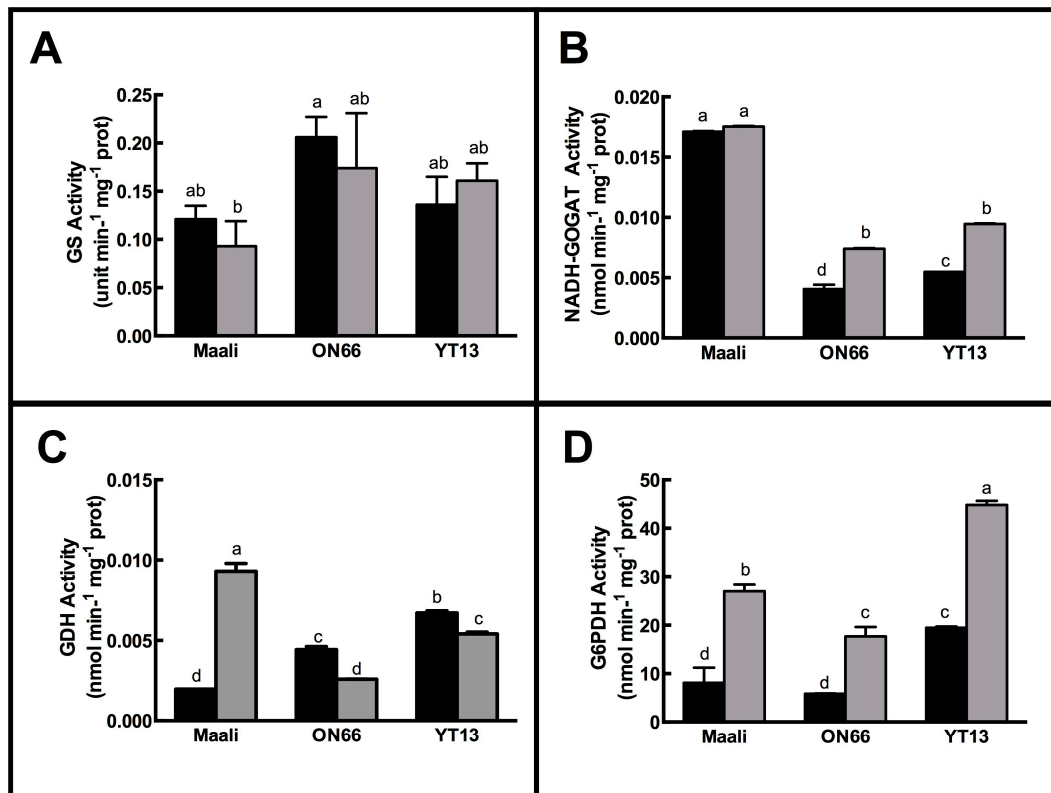 A
GS Activity
(unit min-¹ mg⁻¹ prot)
0.25
0.20
0.15
0.10
0.05
0.00
ab
b
a
ab
ab
ab
Maali
ON66
YT13
B
NADH-GOGAT Activity
(nmol min-¹ mg⁻¹ prot)
0.020
0.015
0.010
0.005
0.000
a
a
d
b
c
b
Maali
ON66
YT13
C
GDH Activity
(nmol min-¹ mg⁻¹ prot)
0.015
0.010
0.005
0.000
d
a
c
d
b
c
Maali
ON66
YT13
D
G6PDH Activity
(nmol min-¹ mg⁻¹ prot)
50
40
30
20
10
0
d
b
d
c
c
a
Maali
ON66
YT13